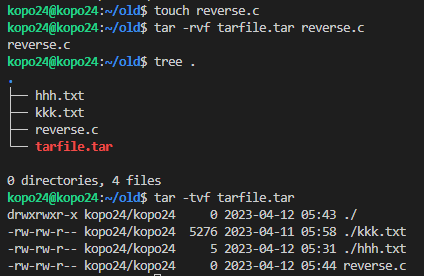 kopo24@kopo24:~/old$ touch reverse.c
kopo24@kopo24:~/old$ tar -rvf tarfile.tar reverse.c
reverse.c
kopo24@kopo24:~/old$ tree .
.
├── hhh.txt
├── kkk.txt
├── reverse.c
└── tarfile.tar

0 directories, 4 files
kopo24@kopo24:~/old$ tar -tvf tarfile.tar
drwxrwxr-x kopo24/kopo24     0 2023-04-12 05:43 ./
-rw-rw-r-- kopo24/kopo24  5276 2023-04-11 05:58 ./kkk.txt
-rw-rw-r-- kopo24/kopo24     5 2023-04-12 05:31 ./hhh.txt
-rw-rw-r-- kopo24/kopo24     0 2023-04-12 05:44 reverse.c